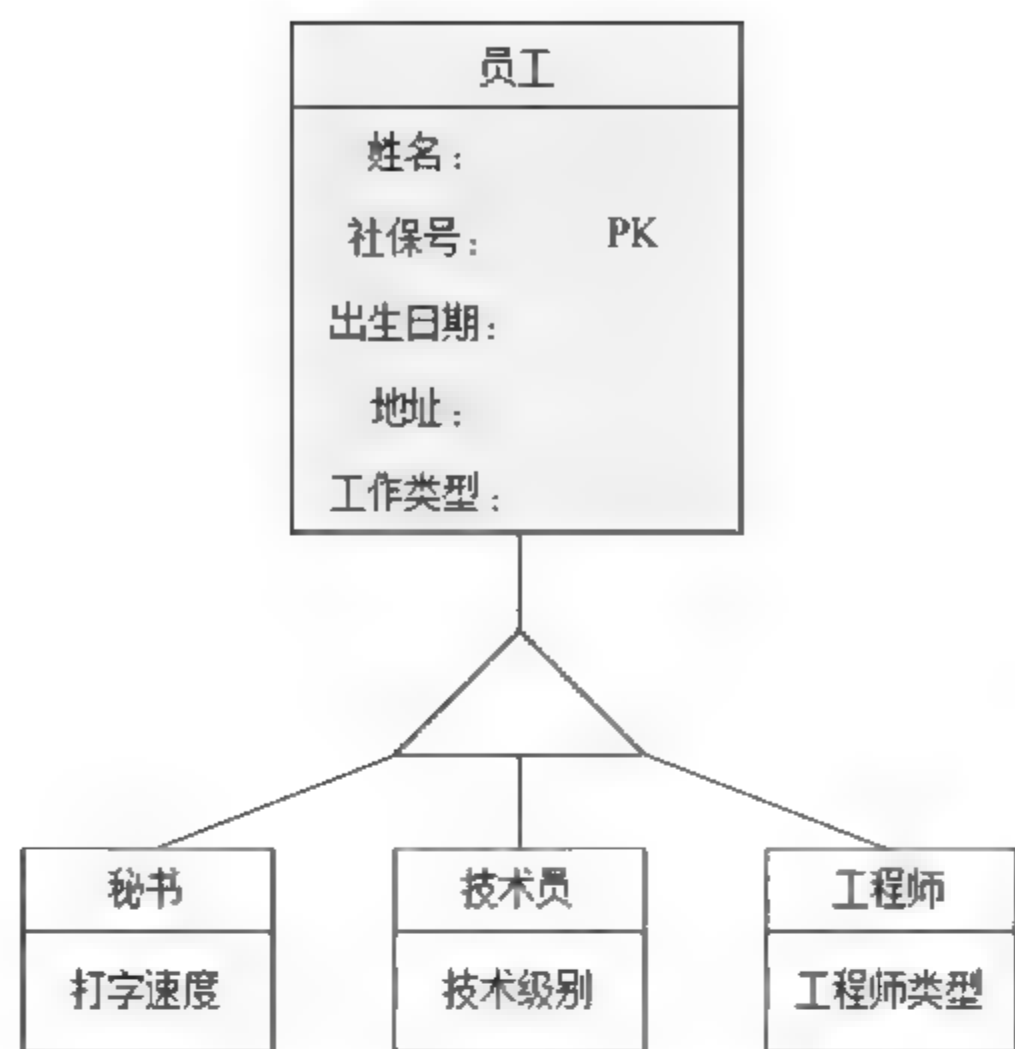 员工
姓名：
社保号： PK
出生日期：
地址：
工作类型：
秘书 技术员 工程师
打字速度 技术级别 工程师类型